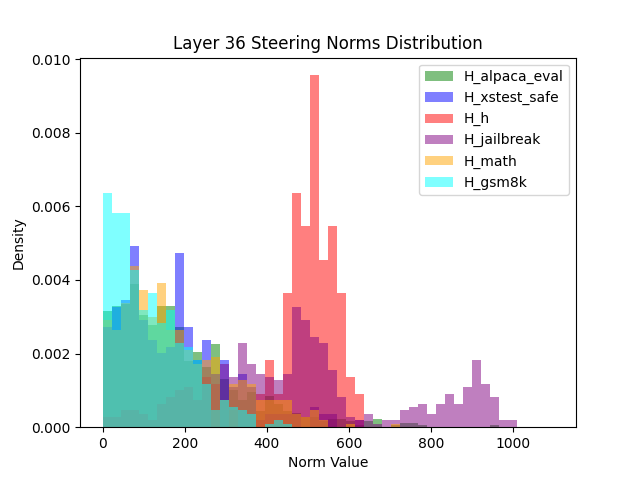 Layer 36 Steering Norms Distribution
0.010
0.008
0.006
0.004
0.002
0.000
Density
H_alpaca_eval
H_xstest_safe
H_h
H_jailbreak
H_math
H_gsm8k
0 200 400 600 800 1000
Norm Value